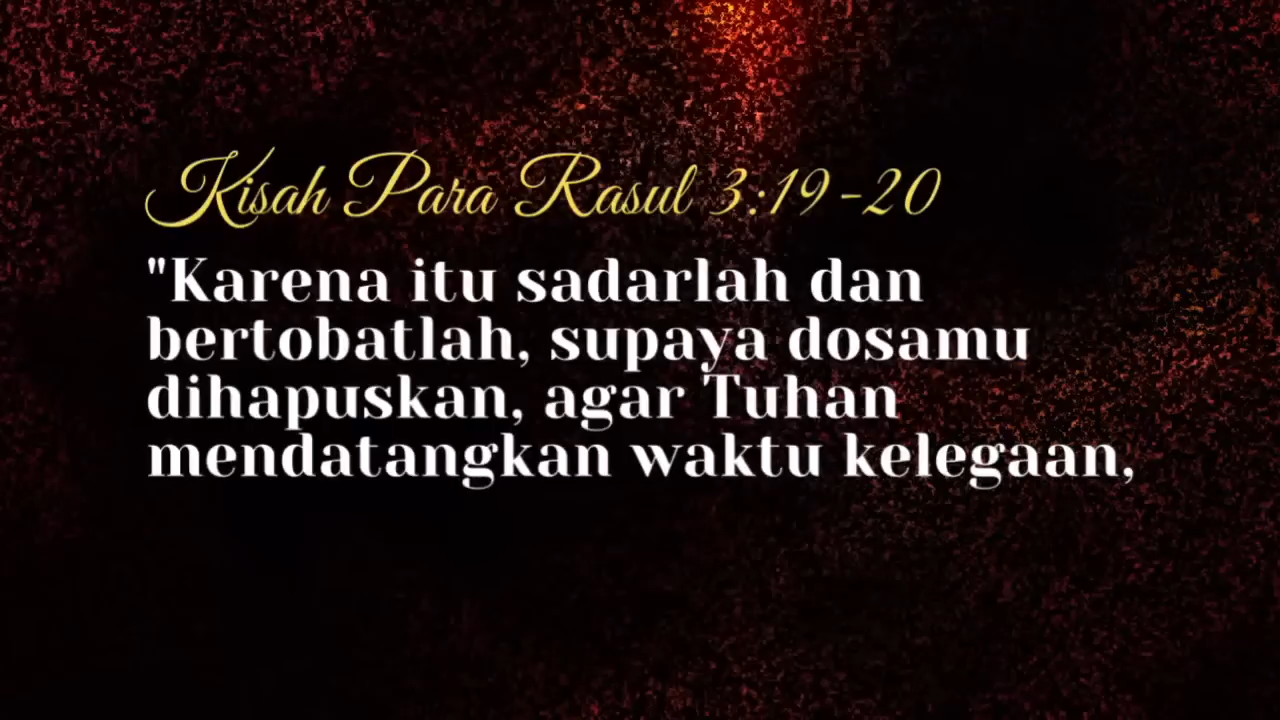 Kisah Para Rasul 3:19-20
"Karena itu sadarlah dan
bertobatlah, supaya dosamu
dihapuskan, agar Tuhan
mendatangkan waktu kelegaan,